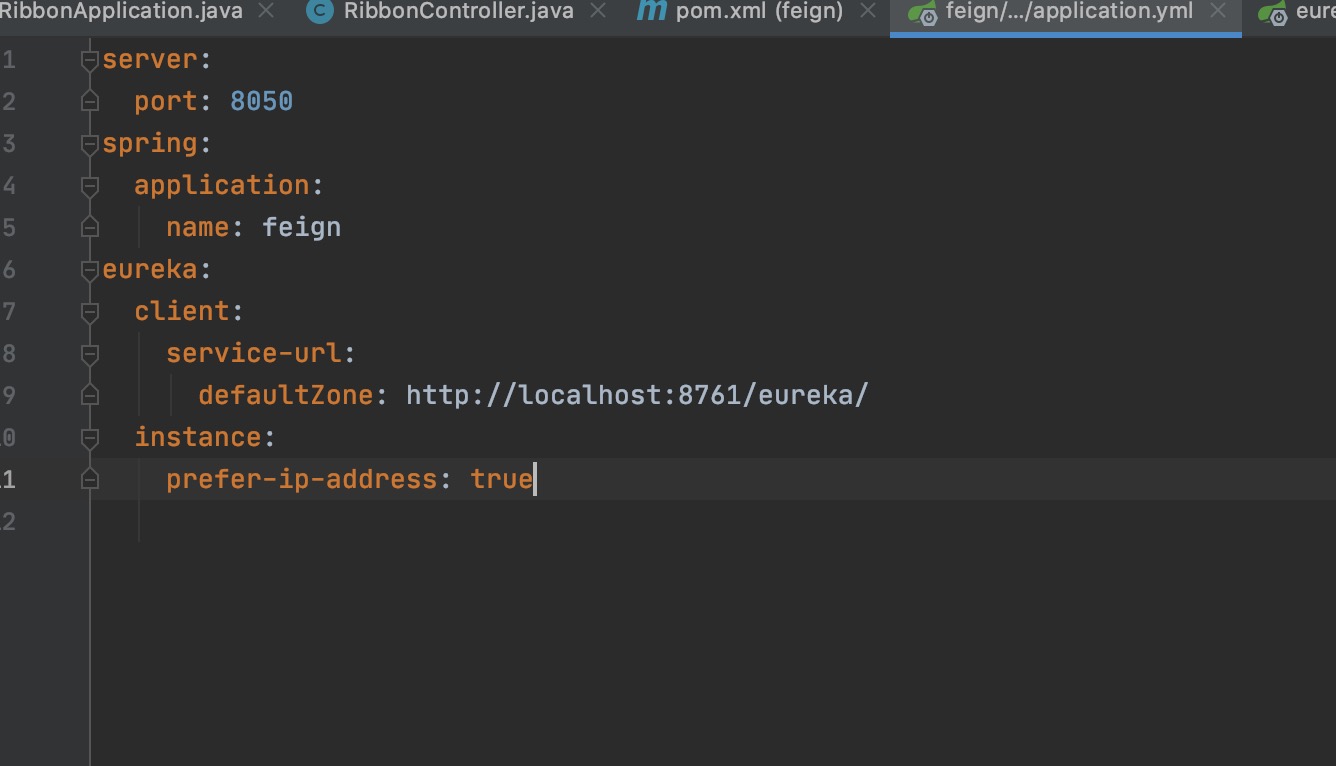 RibbonApplication.java RibbonController.java pom.xml (feign) feign/.../application.yml eure
1 server:
2   port: 8050
3 spring:
4   application:
5     name: feign
6 eureka:
7   client:
8     service-url:
9       defaultZone: http://localhost:8761/eureka/
0   instance:
1     prefer-ip-address: true
2